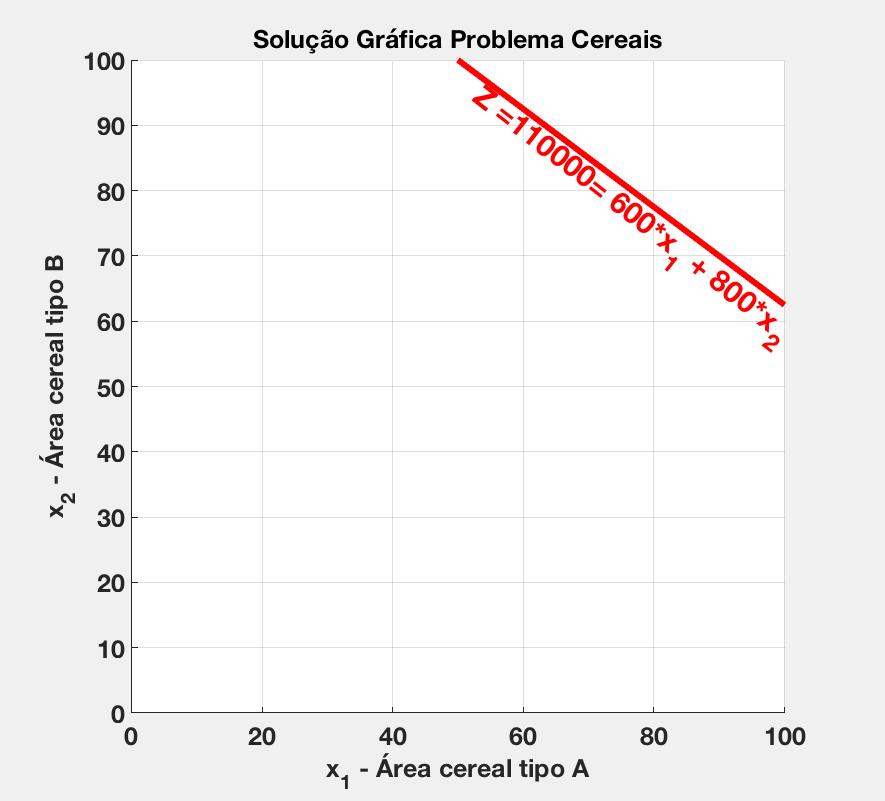 Solução Gráfica Problema Cereais
100
90
80
70
60
50
40
30
20
10
0
x₂ - Área cereal tipo B
Z =110000= 600*x₁ + 800*x₂
0 20 40 60 80 100
x₁ - Área cereal tipo A